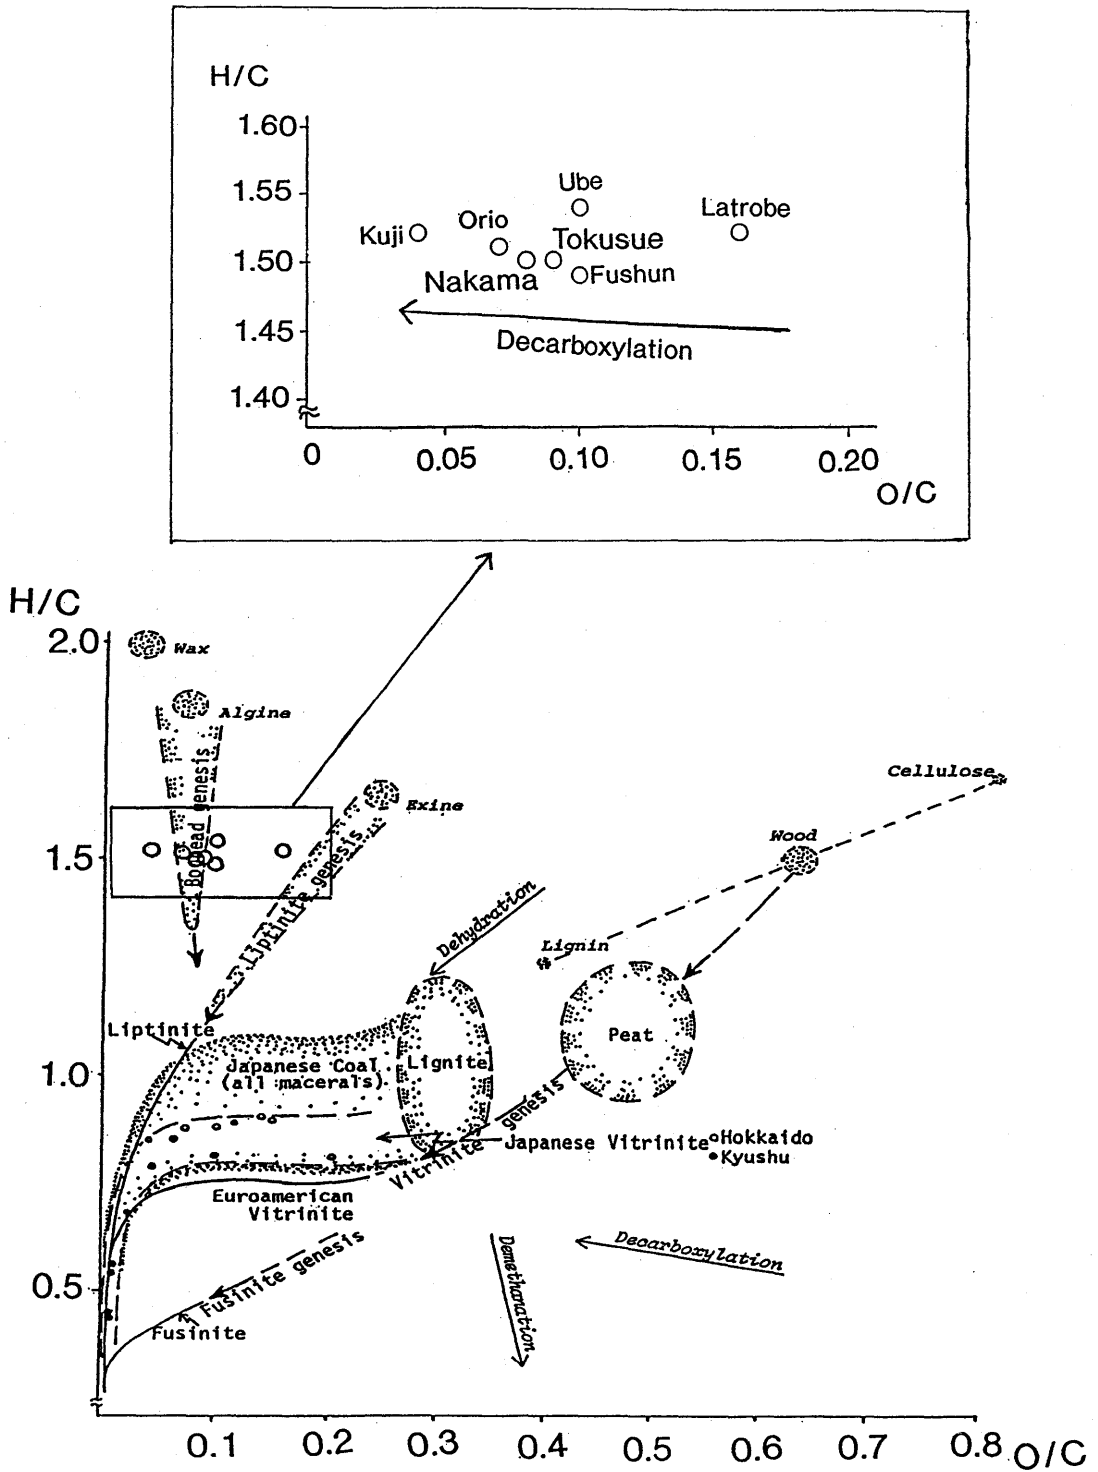 H/C
1.60
1.55
1.50
1.45
1.40
Ube
Latrobe
Orio
Kuji
Tokusue
Nakama
Fushun
Decarboxylation
0
0.05
0.10
0.15
0.20
O/C
H/C
2.0
1.5
1.0
0.5
Wax
Algine
Boghead genesis
Exine
Liptinite genesis
Cellulose
Wood
Lignin
Dehydration
Peat
Lignite
Liptinite
Japanese Coal
(all macerals)
Vitrinite genesis
Japanese Vitrinite
Hokkaido
Kyushu
Euroamerican
Vitrinite
Fusinite genesis
Fusinite
Demethanation
Decarboxylation
0.1
0.2
0.3
0.4
0.5
0.6
0.7
0.8
O/C